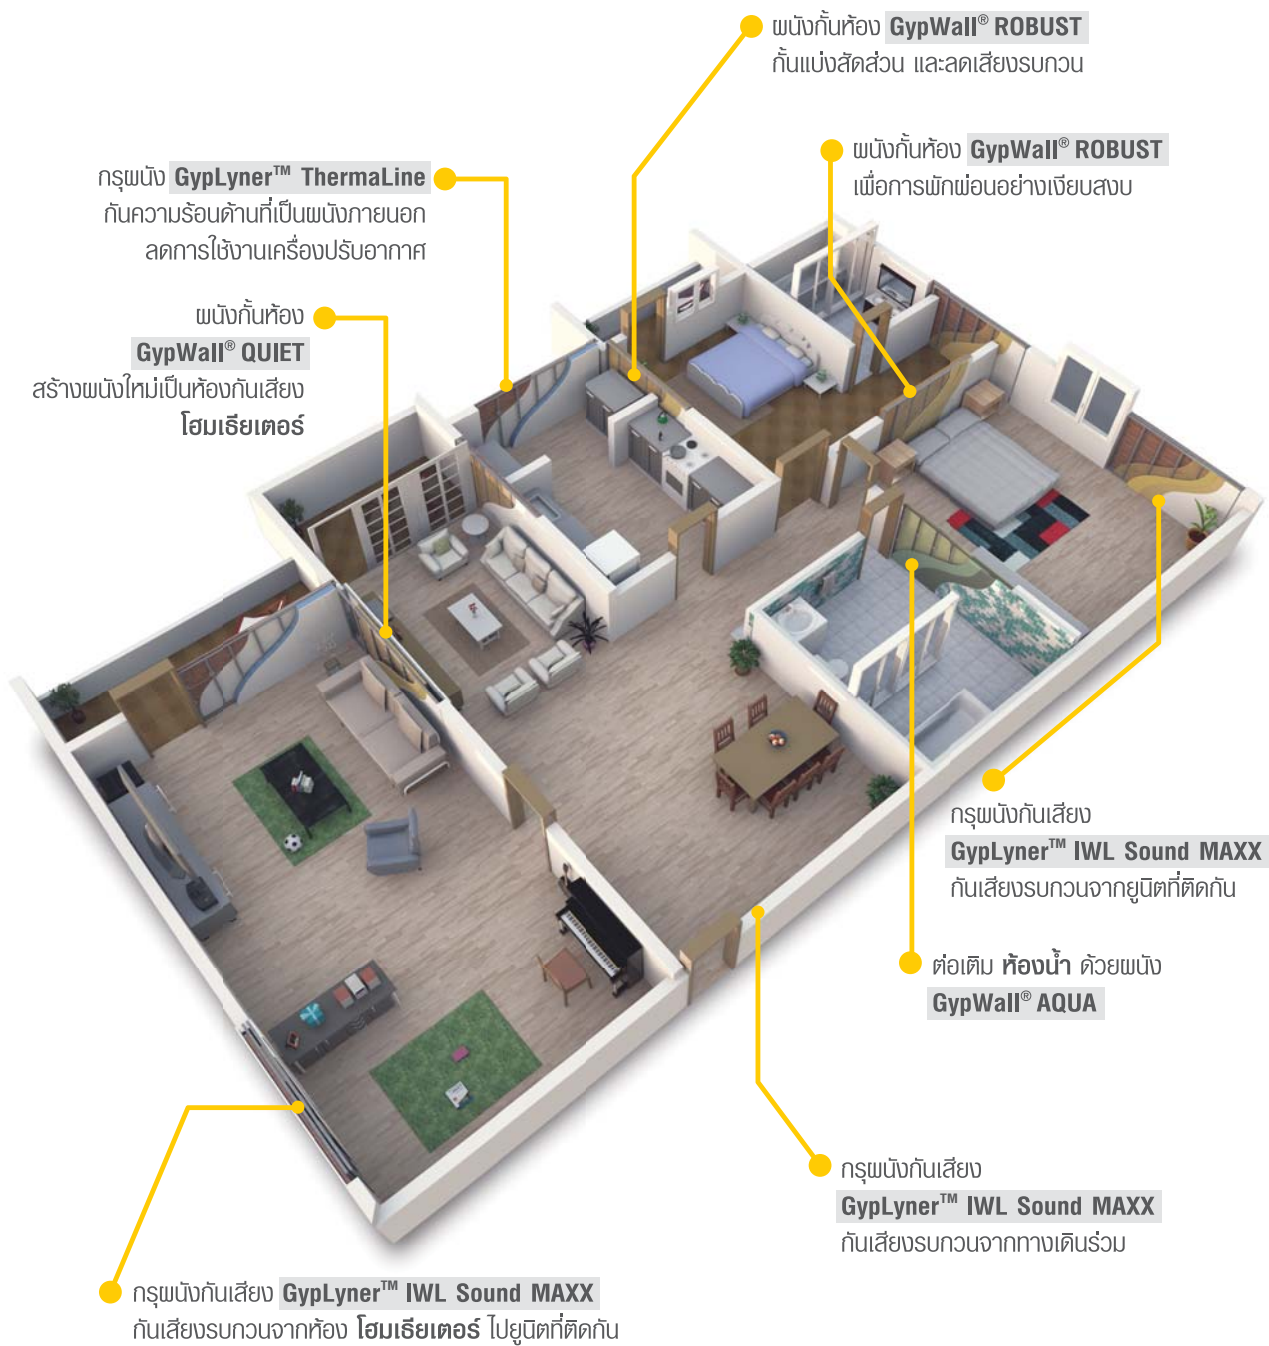 ผนังกั้นห้อง GypWall® ROBUST
กั้นแบ่งสัดส่วน และลดเสียงรบกวน
ผนังกั้นห้อง GypWall® ROBUST
เพื่อการพักผ่อนอย่างเงียบสงบ
กรุผนัง GypLyner™ ThermaLine
กันความร้อนด้านที่เป็นผนังภายนอก
ลดการใช้งานเครื่องปรับอากาศ
ผนังกั้นห้อง
GypWall® QUIET
สร้างผนังใหม่เป็นห้องกันเสียง
โฮมเธียเตอร์
กรุผนังกันเสียง
GypLyner™ IWL Sound MAXX
กันเสียงรบกวนจากยูนิตที่ติดกัน
ต่อเติม ห้องน้ำ ด้วยผนัง
GypWall® AQUA
กรุผนังกันเสียง
GypLyner™ IWL Sound MAXX
กันเสียงรบกวนจากทางเดินร่วม
กรุผนังกันเสียง GypLyner™ IWL Sound MAXX
กันเสียงรบกวนจากห้อง โฮมเธียเตอร์ ไปยูนิตที่ติดกัน